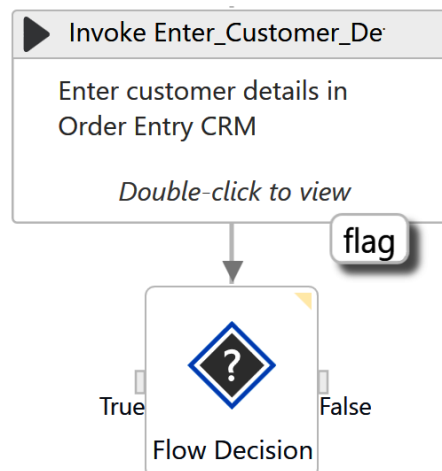 Invoke Enter_Customer_De
Enter customer details in
Order Entry CRM
Double-click to view
flag
?
True
False
Flow Decision